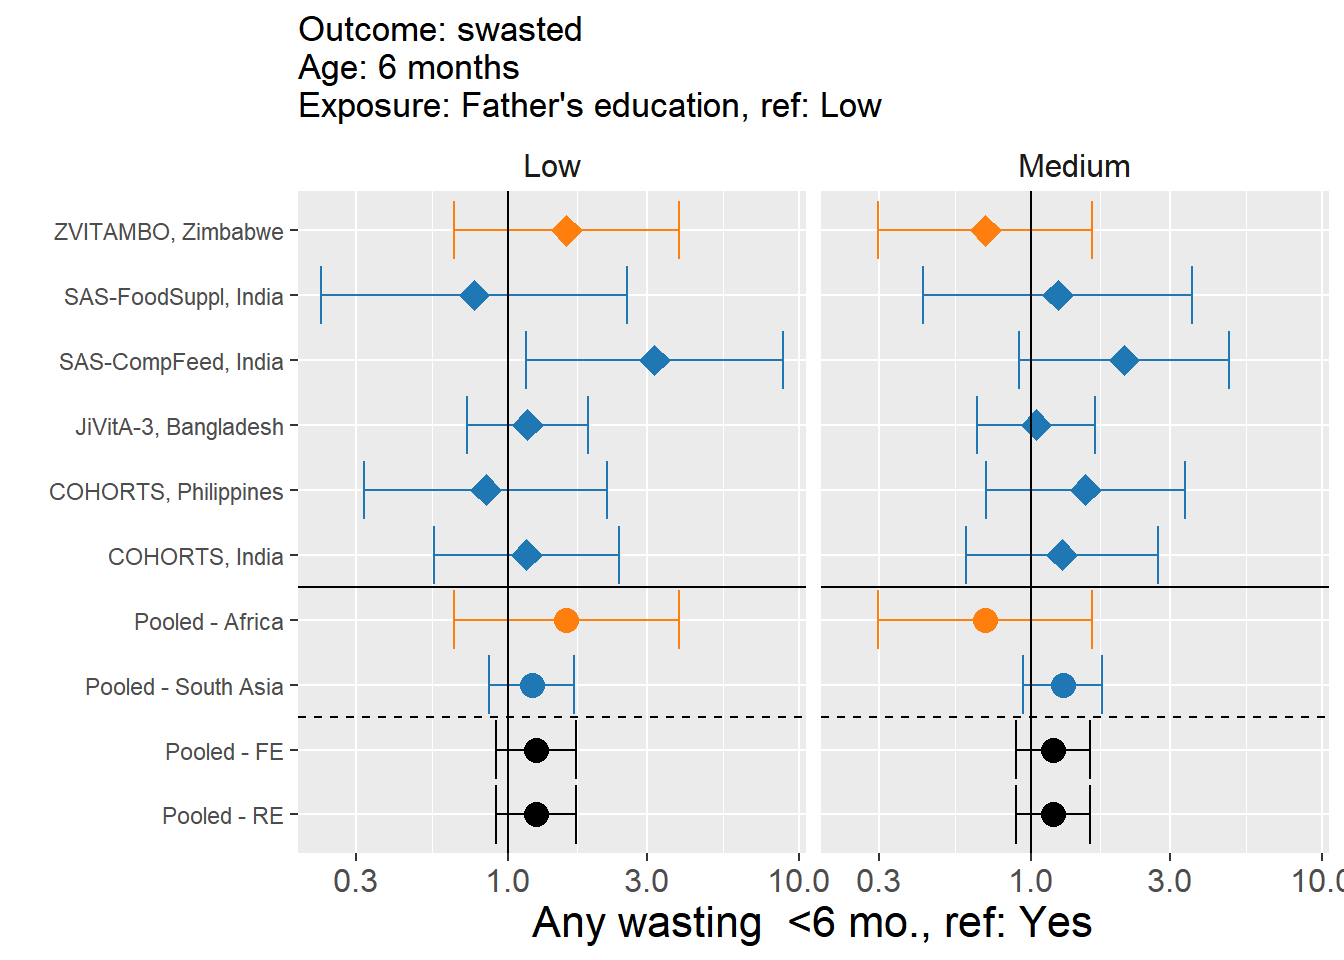 Outcome: swasted
Age: 6 months
Exposure: Father's education, ref: Low
Low Medium
ZVITAMBO, Zimbabwe
SAS-FoodSuppl, India
SAS-CompFeed, India
JiVitA-3, Bangladesh
COHORTS, Philippines
COHORTS, India
Pooled - Africa
Pooled - South Asia
Pooled - FE
Pooled - RE
0.3 1.0 3.0 10.0 0.3 1.0 3.0 10.0
Any wasting  <6 mo., ref: Yes